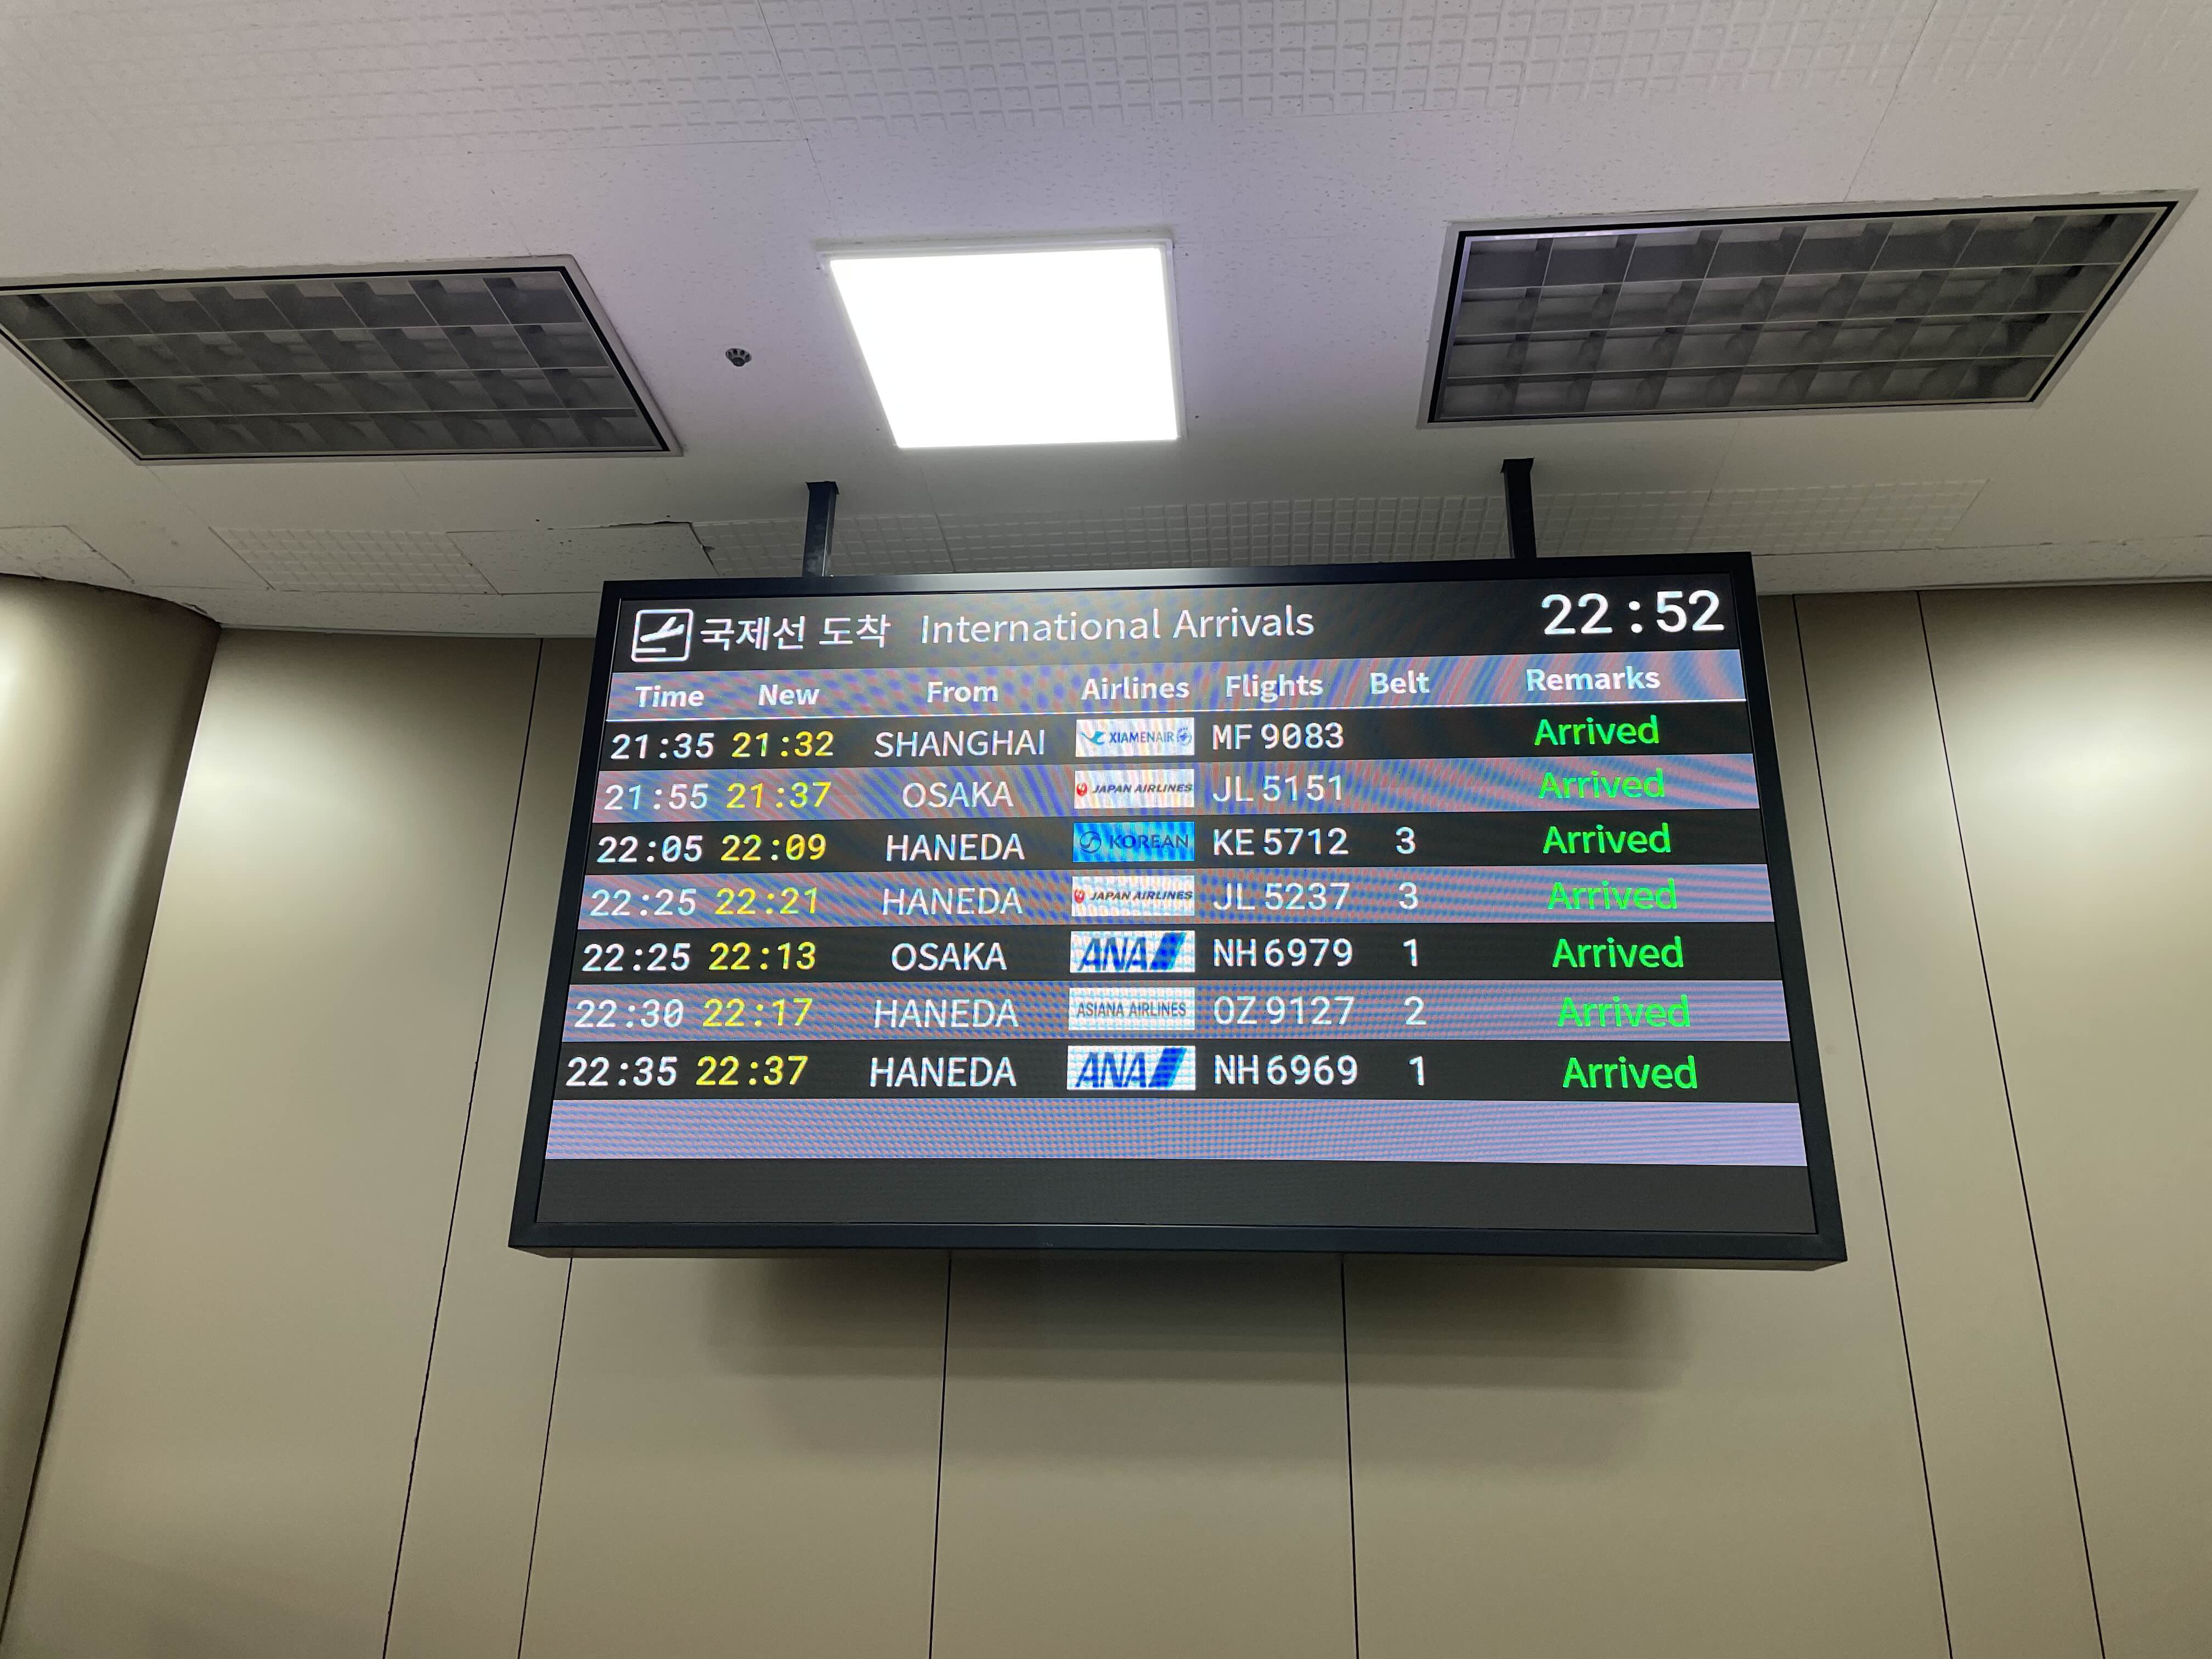 국제선 도착 International Arrivals 22:52
Time New From Airlines Flights Belt Remarks
21:35 21:32 SHANGHAI XIAMENAIR MF 9083 Arrived
21:55 21:37 OSAKA JAPAN AIRLINES JL 5151 Arrived
22:05 22:09 HANEDA KOREAN KE 5712 3 Arrived
22:25 22:21 HANEDA JAPAN AIRLINES JL 5237 3 Arrived
22:25 22:13 OSAKA ANA NH 6979 1 Arrived
22:30 22:17 HANEDA ASIANA AIRLINES OZ 9127 2 Arrived
22:35 22:37 HANEDA ANA NH 6969 1 Arrived